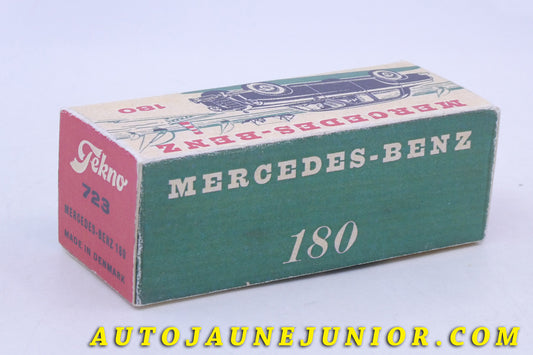 180
MERCEDES-BENZ
Tekno
723
MERCEDES-BENZ 180
MADE IN DENMARK
MERCEDES-BENZ
180
AUTOJAUNEJUNIOR.COM